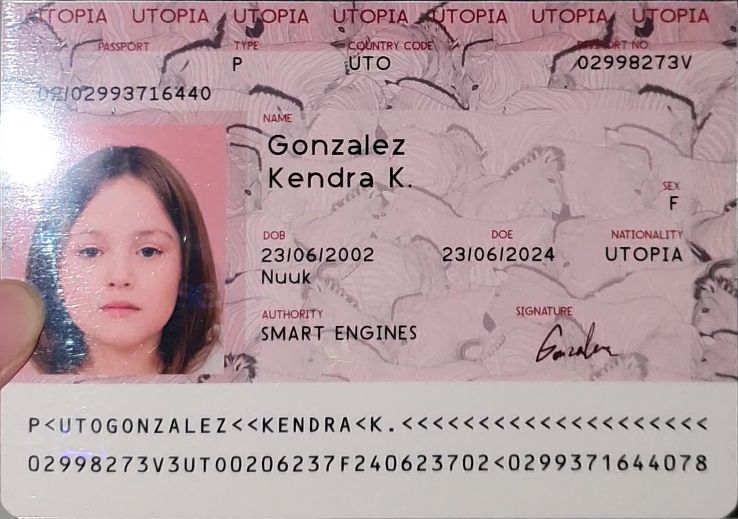 UTOPIA UTOPIA UTOPIA UTOPIA UTOPIA UTOPIA UTOPIA
PASSPORT TYPE COUNTRY CODE PASSPORT NO
P UTO 02998273V
02/02993716440
NAME
Gonzalez
Kendra K.
SEX
F
DOB DOE NATIONALITY
23/06/2002 23/06/2024 UTOPIA
Nuuk
AUTHORITY SIGNATURE
SMART ENGINES Gonzalez
P<UTOGONZALEZ<<KENDRA<K.<<<<<<<<<<<<<<<<<<<<
02998273V3UTO0206237F240623702<0299371644078